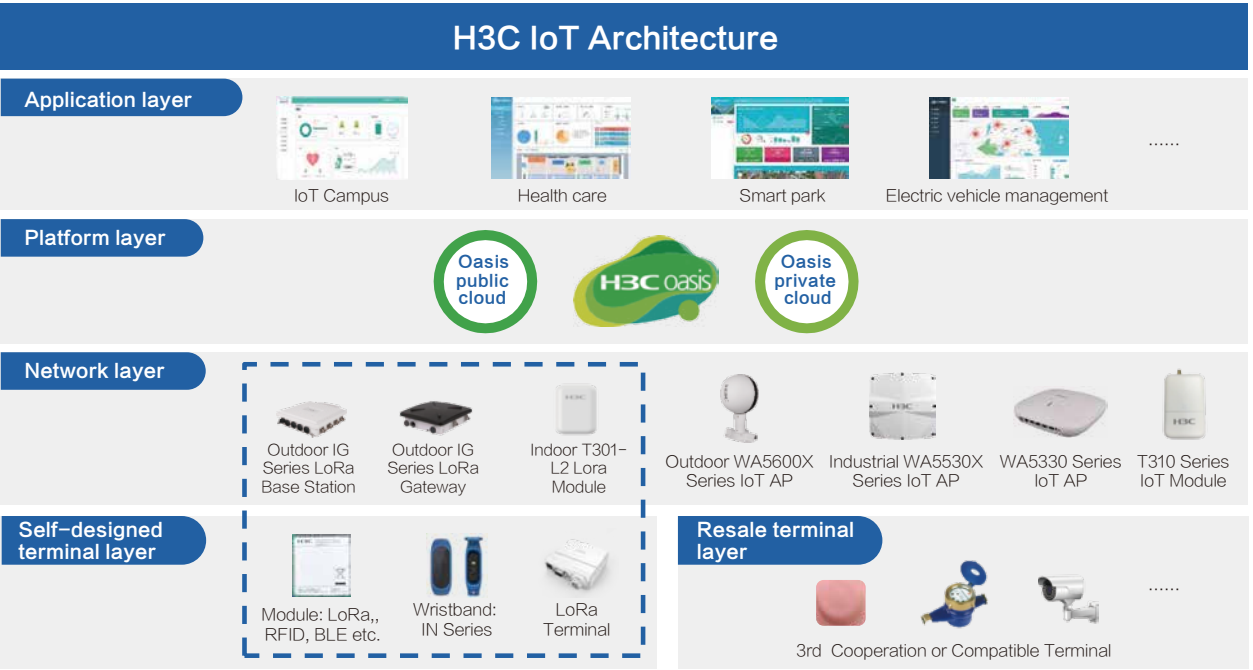 H3C IoT Architecture
Application layer
IoT Campus
Health care
Smart park
Electric vehicle management
......
Platform layer
Oasis
public
cloud
H3C oasis
Oasis
private
cloud
Network layer
H3C
Outdoor IG
Series LoRa
Base Station
Outdoor IG
Series LoRa
Gateway
Indoor T301-
L2 Lora
Module
H3C
Outdoor WA5600X
Series IoT AP
Industrial WA5530X
Series IoT AP
WA5330 Series
IoT AP
H3C
T310 Series
IoT Module
Self-designed
terminal layer
H3C
Module: LoRa,,
RFID, BLE etc.
Wristband:
IN Series
LoRa
Terminal
Resale terminal
layer
......
3rd Cooperation or Compatible Terminal